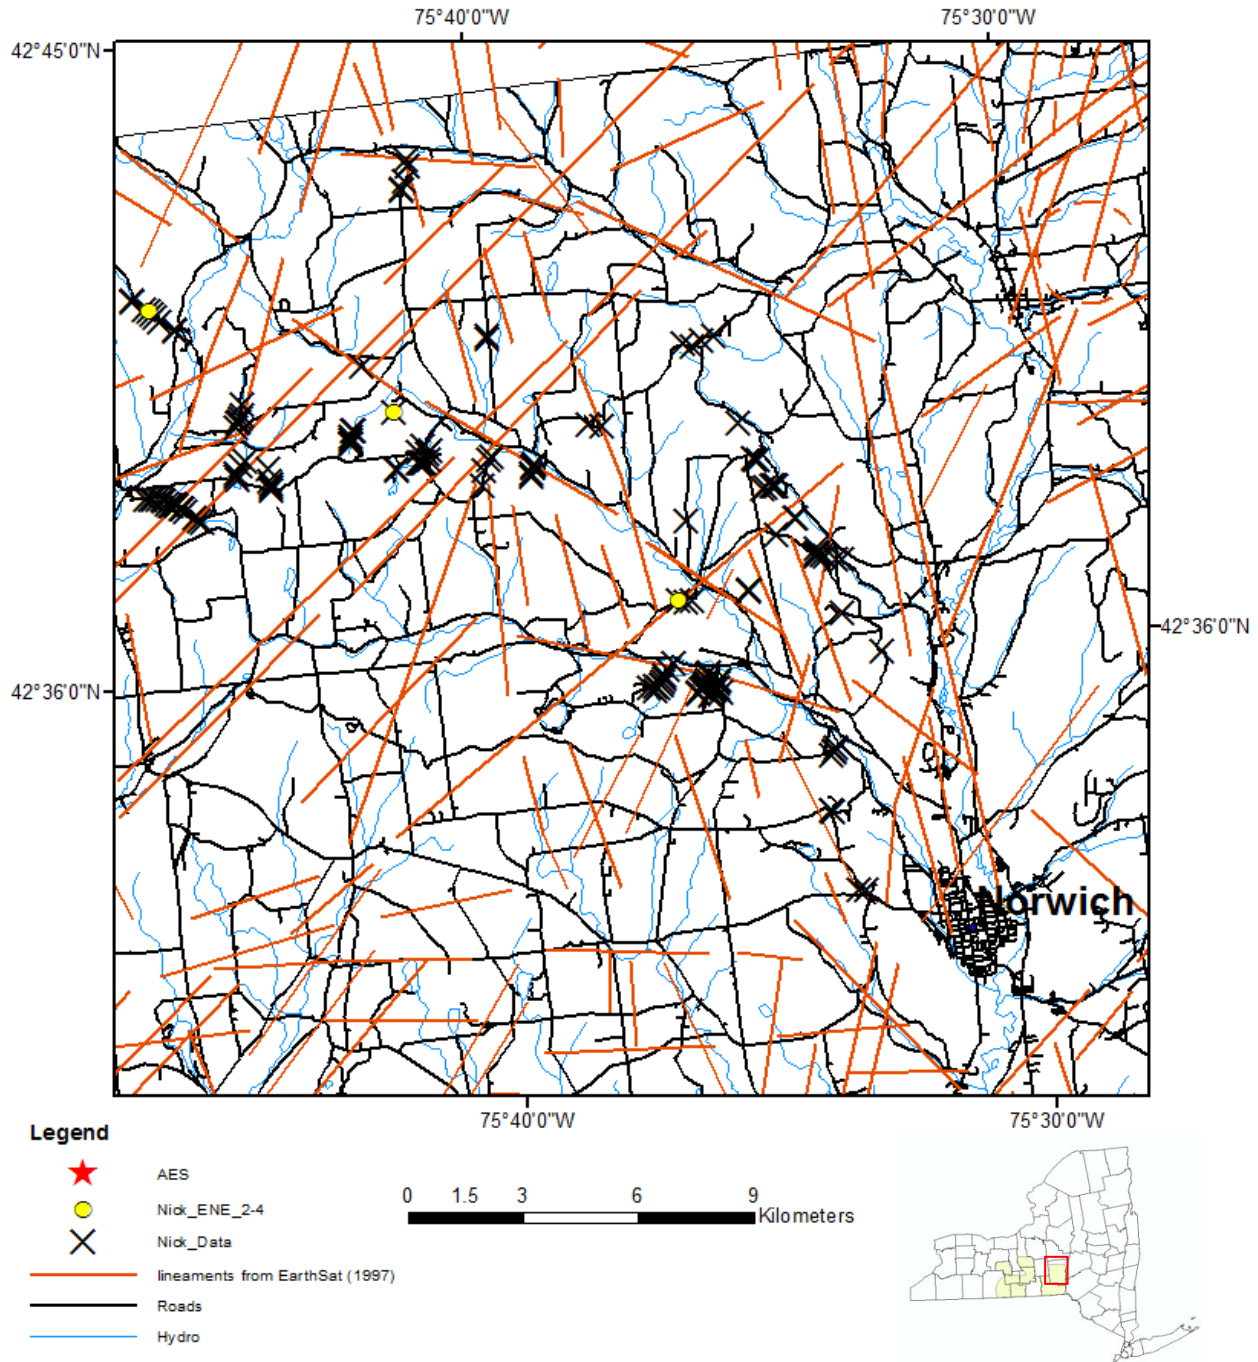 75°40'0"W
75°30'0"W
42°45'0"N
42°36'0"N
42°36'0"N
Norwich
75°40'0"W
75°30'0"W
Legend
AES
Nick_ENE_2-4
Nick_Data
lineaments from EarthSat (1997)
Roads
Hydro
0 1.5 3 6 9
Kilometers